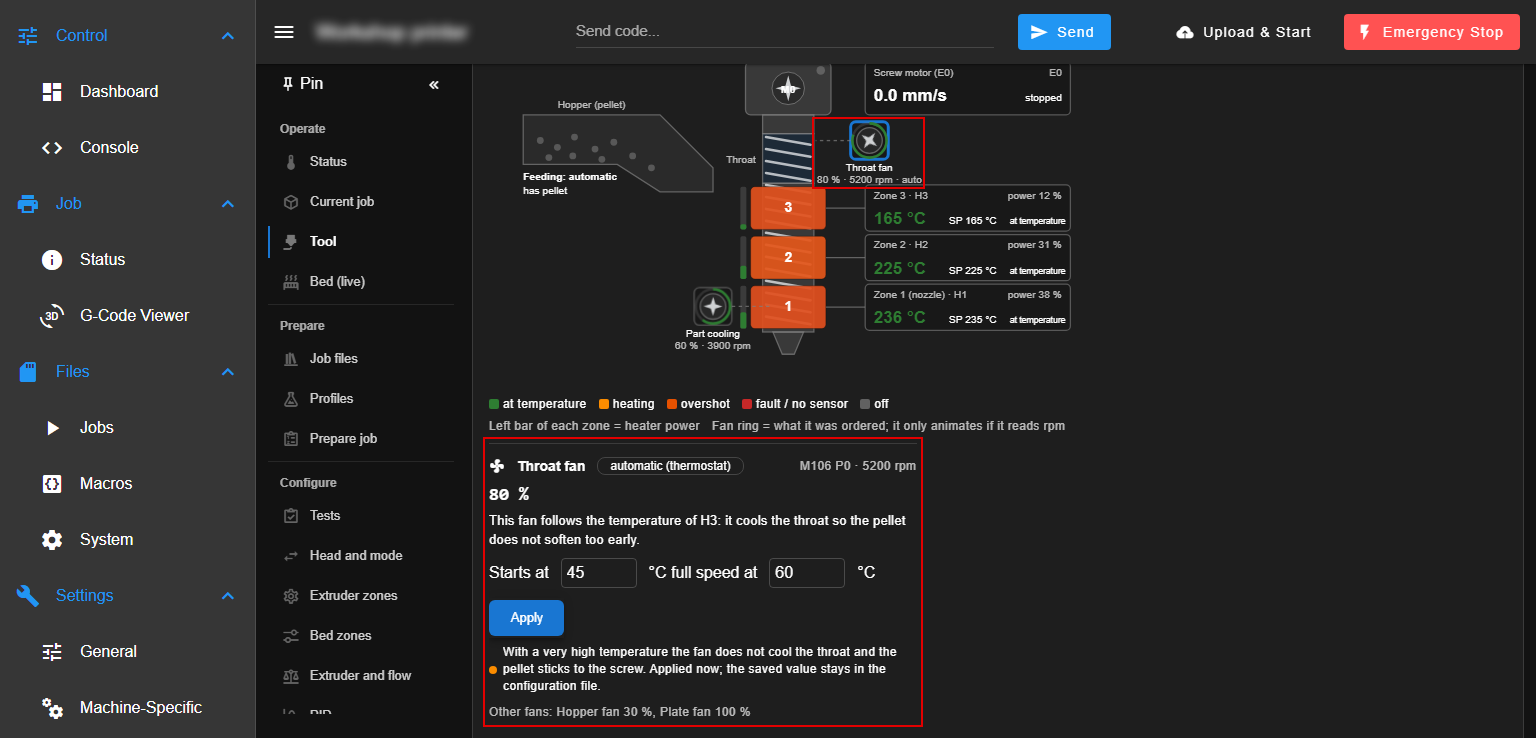 Control
Dashboard
Console
Job
Status
G-Code Viewer
Files
Jobs
Macros
System
Settings
General
Machine-Specific
Send code...
Send
Upload & Start
Emergency Stop
Pin
Operate
Status
Current job
Tool
Bed (live)
Prepare
Job files
Profiles
Prepare job
Configure
Tests
Head and mode
Extruder zones
Bed zones
Extruder and flow
PID
Screw motor (E0) E0
0.0 mm/s stopped
Hopper (pellet)
Feeding: automatic
has pellet
Throat
Throat fan
80 % · 5200 rpm · auto
3
Zone 3 · H3 power 12 %
165 °C SP 165 °C at temperature
2
Zone 2 · H2 power 31 %
225 °C SP 225 °C at temperature
1
Zone 1 (nozzle) · H1 power 38 %
236 °C SP 235 °C at temperature
Part cooling
60 % · 3900 rpm
at temperature heating overshot fault / no sensor off
Left bar of each zone = heater power Fan ring = what it was ordered; it only animates if it reads rpm
Throat fan automatic (thermostat) M106 P0 · 5200 rpm
80 %
This fan follows the temperature of H3: it cools the throat so the pellet
does not soften too early.
Starts at 45 °C full speed at 60 °C
Apply
With a very high temperature the fan does not cool the throat and the
pellet sticks to the screw. Applied now; the saved value stays in the
configuration file.
Other fans: Hopper fan 30 %, Plate fan 100 %